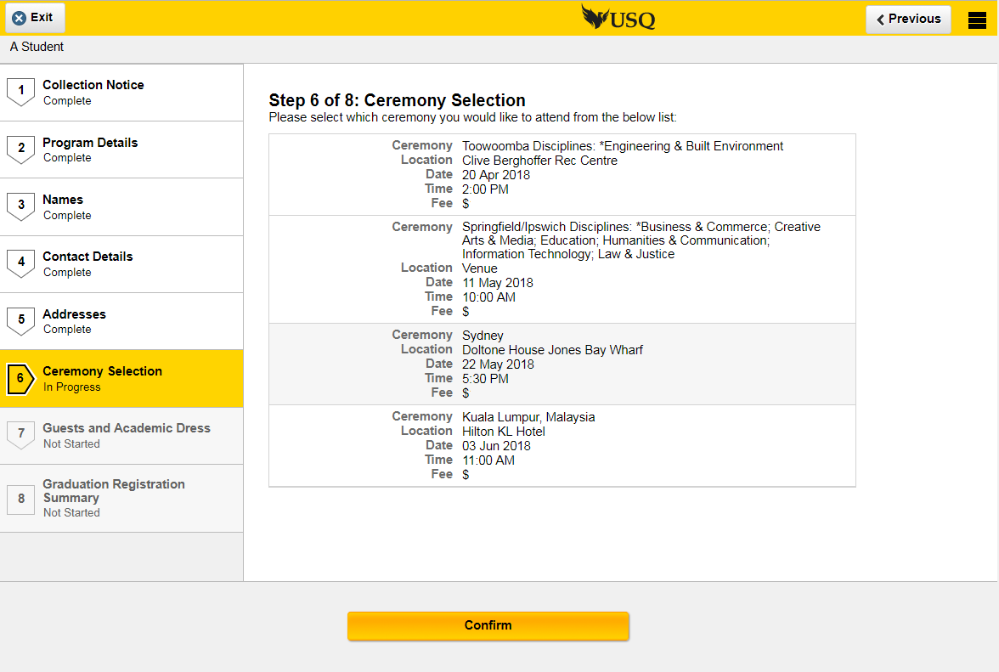 Exit
USQ
Previous
A Student
1
Collection Notice
Complete
2
Program Details
Complete
3
Names
Complete
4
Contact Details
Complete
5
Addresses
Complete
6
Ceremony Selection
In Progress
7
Guests and Academic Dress
Not Started
8
Graduation Registration
Summary
Not Started
Step 6 of 8: Ceremony Selection
Please select which ceremony you would like to attend from the below list:
Ceremony Toowoomba Disciplines: *Engineering & Built Environment
Location Clive Berghoffer Rec Centre
Date 20 Apr 2018
Time 2:00 PM
Fee $
Ceremony Springfield/Ipswich Disciplines: *Business & Commerce; Creative
Arts & Media; Education; Humanities & Communication;
Information Technology; Law & Justice
Location Venue
Date 11 May 2018
Time 10:00 AM
Fee $
Ceremony Sydney
Location Doltone House Jones Bay Wharf
Date 22 May 2018
Time 5:30 PM
Fee $
Ceremony Kuala Lumpur, Malaysia
Location Hilton KL Hotel
Date 03 Jun 2018
Time 11:00 AM
Fee $
Confirm